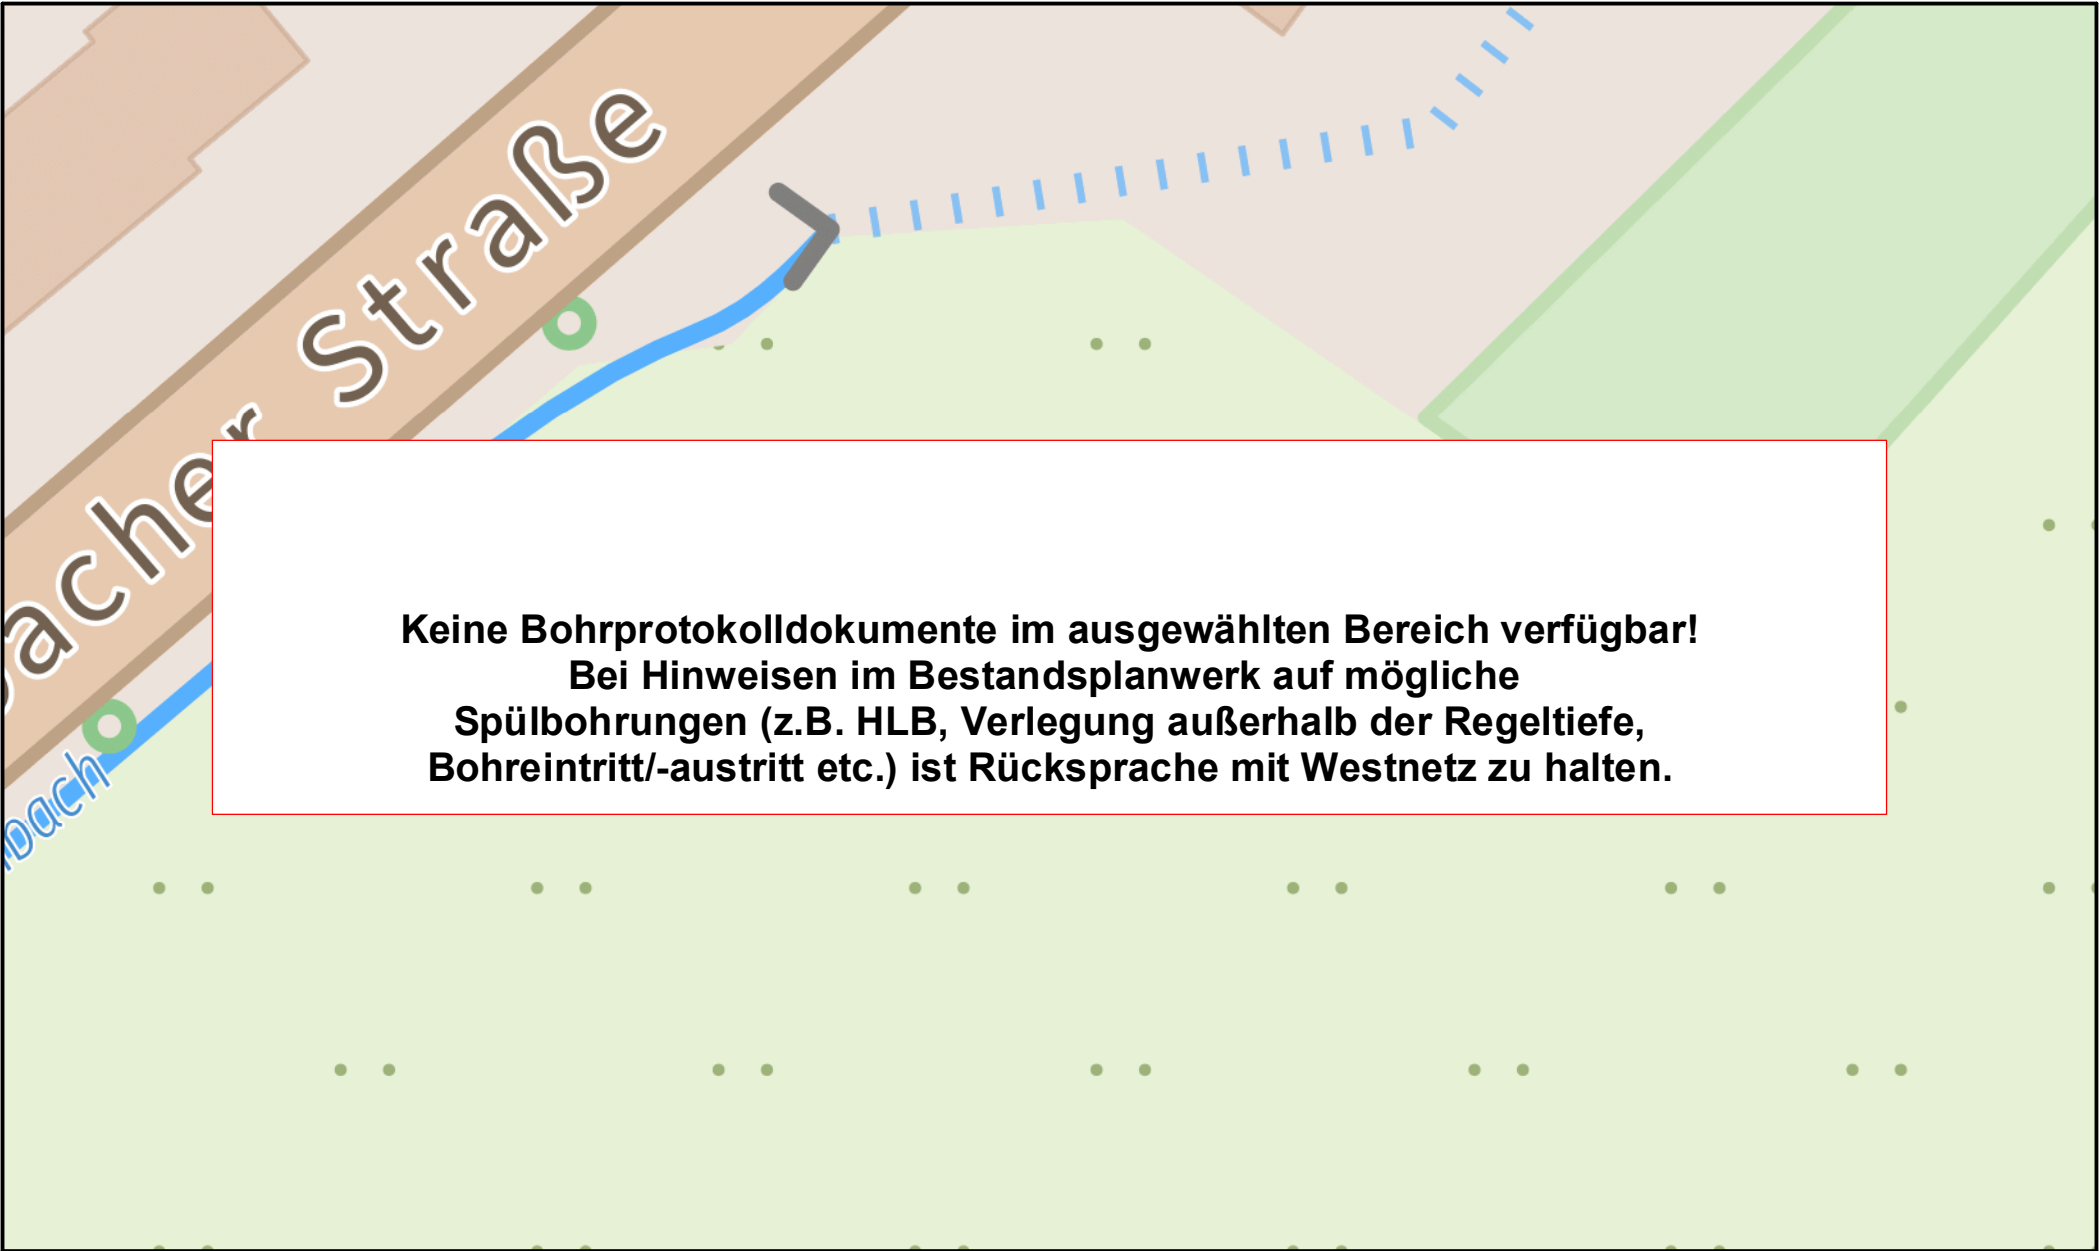 Straße
Keine Bohrprotokolldokumente im ausgewählten Bereich verfügbar!
Bei Hinweisen im Bestandsplanwerk auf mögliche
Spülbohrungen (z.B. HLB, Verlegung außerhalb der Regeltiefe,
Bohreintritt/-austritt etc.) ist Rücksprache mit Westnetz zu halten.